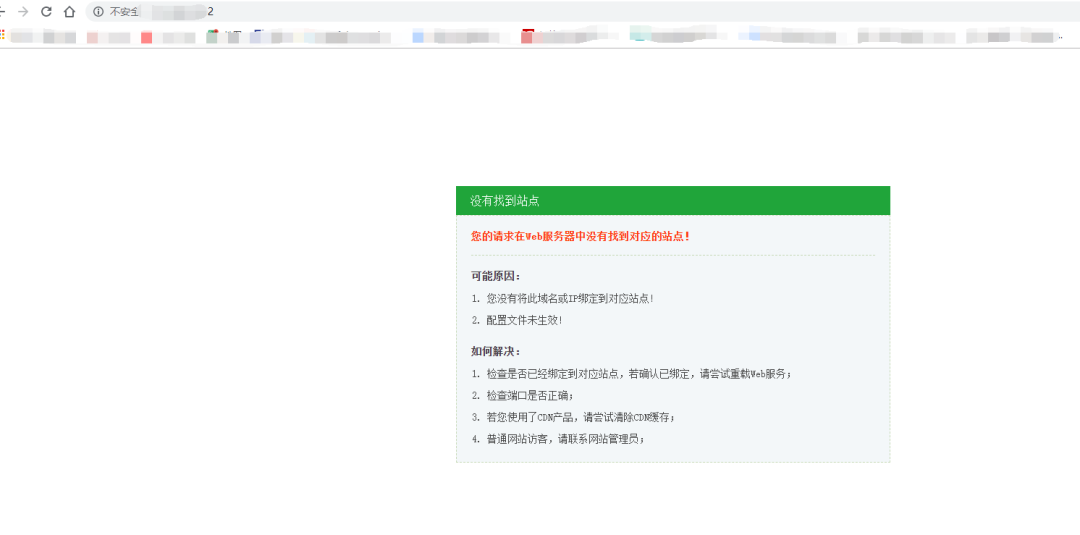 不安全
2
没有找到站点
您的请求在Web服务器中没有找到对应的站点！
可能原因：
1. 您没有将此域名或IP绑定到对应站点！
2. 配置文件未生效！
如何解决：
1. 检查是否已经绑定到对应站点，若确认已绑定，请尝试重载Web服务；
2. 检查端口是否正确；
3. 若您使用了CDN产品，请尝试清除CDN缓存；
4. 普通网站访客，请联系网站管理员；